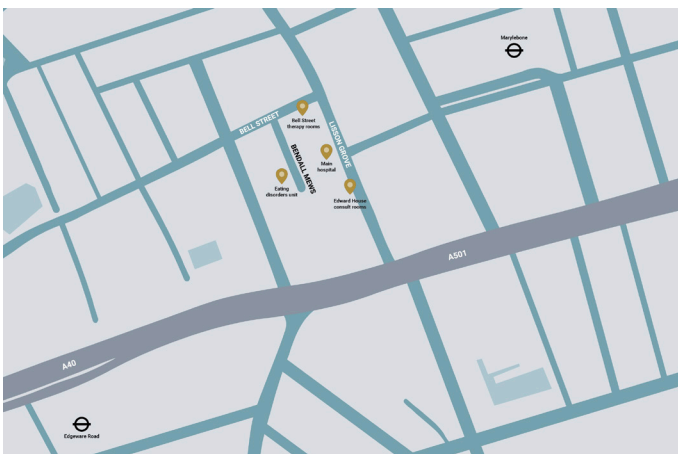 Marylebone
Bell Street
therapy rooms
BELL STREET
LISSON GROVE
BENDALL MEWS
Main
hospital
Eating
disorders unit
Edward House
consult rooms
A501
A40
Edgeware Road